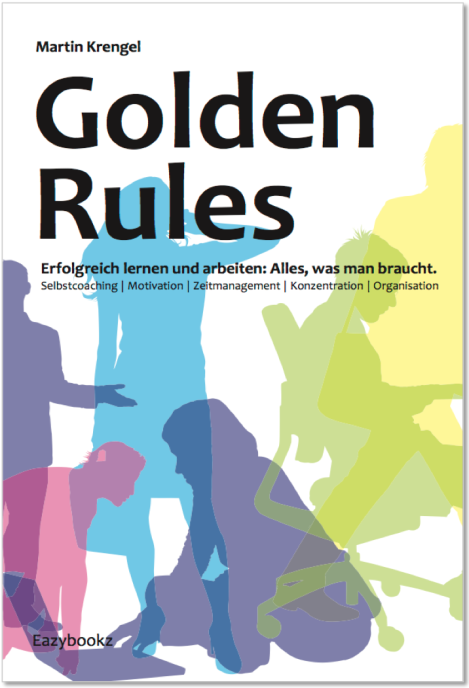 Martin Krengel
Golden
Rules
Erfolgreich lernen und arbeiten: Alles, was man braucht.
Selbstcoaching | Motivation | Zeitmanagement | Konzentration | Organisation
Eazybookz